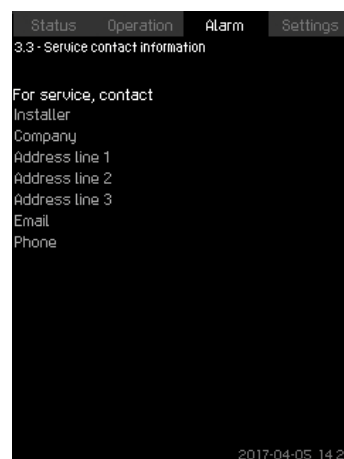 Status Operation Alarm Settings
3.3 - Service contact information
For service, contact
Installer
Company
Address line 1
Address line 2
Address line 3
Email
Phone
2017-04-05 14:2